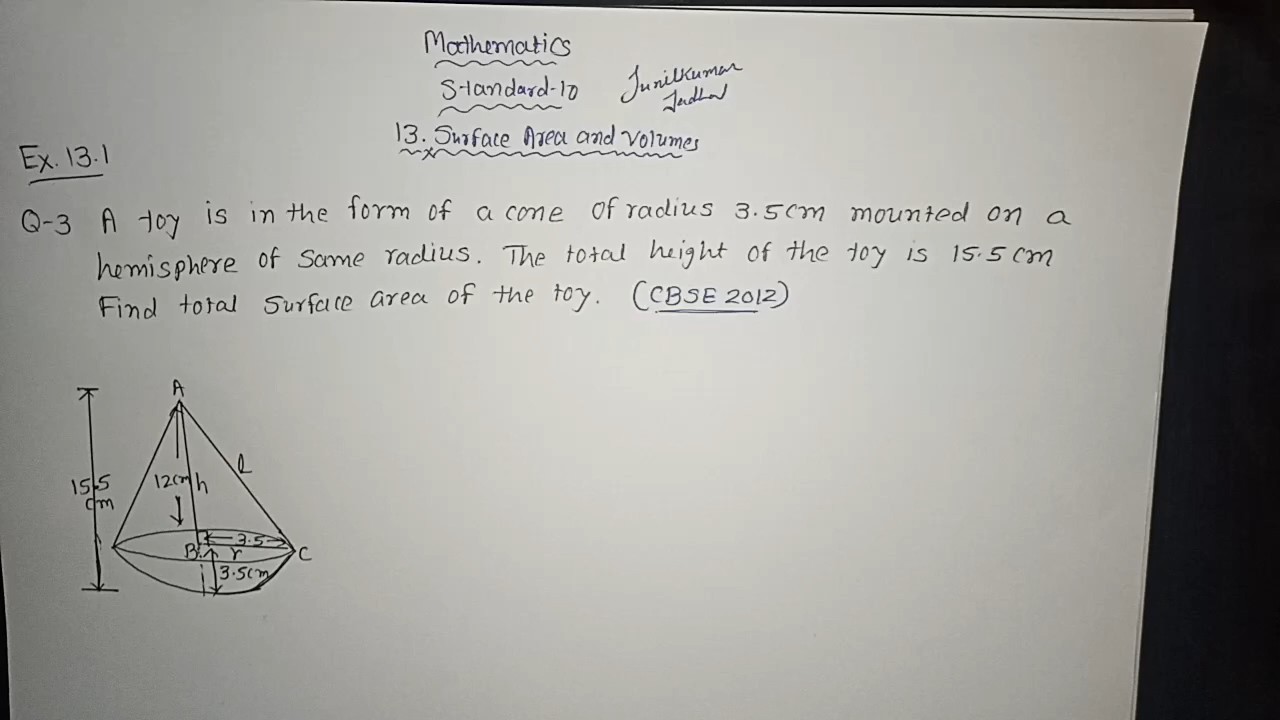 Mathematics
Standard-10
13. Surface Area and Volumes
Ex. 13.1
Q-3 A toy is in the form of a cone of radius 3.5cm mounted on a
hemisphere of same radius. The total height of the toy is 15.5 cm
Find total surface area of the toy. (CBSE 2012)
A
l
15.5
cm
12cm h
3.5
B r C
3.5cm